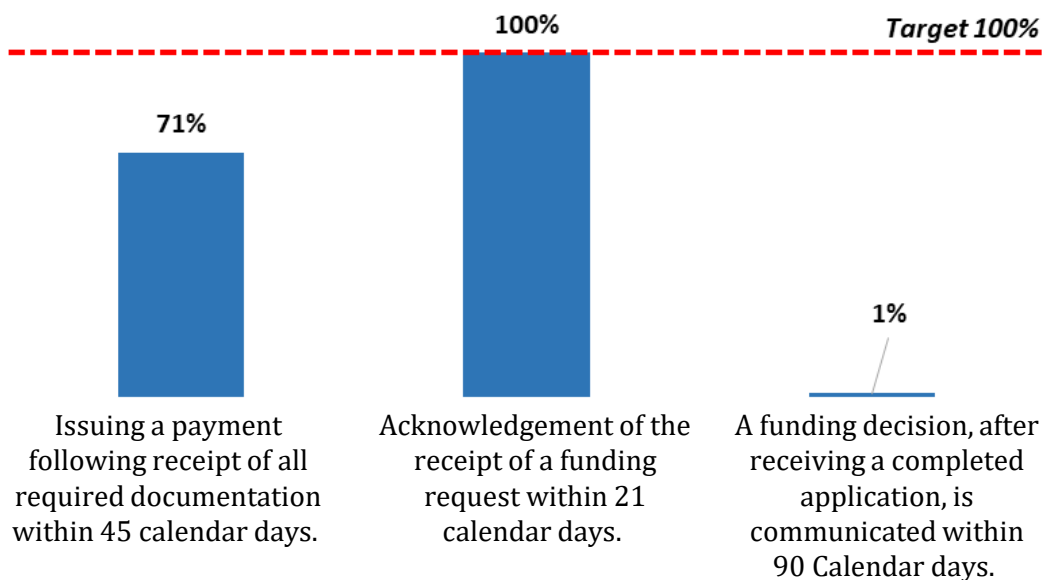 100%
Target 100%
71%
1%
Issuing a payment
following receipt of all
required documentation
within 45 calendar days.
Acknowledgement of the
receipt of a funding
request within 21
calendar days.
A funding decision, after
receiving a completed
application, is
communicated within
90 Calendar days.